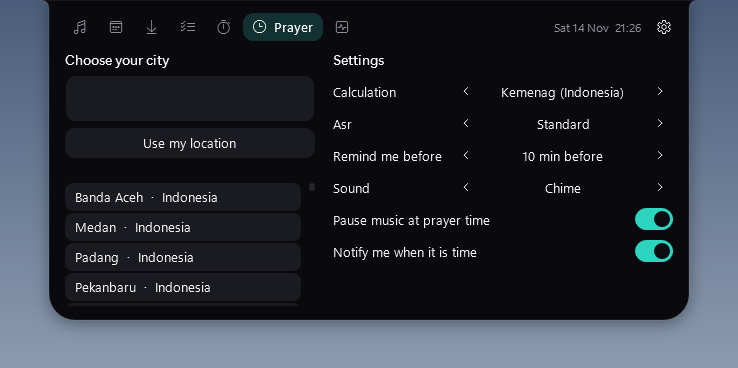 Prayer
Sat 14 Nov 21:26
Choose your city
Use my location
Banda Aceh · Indonesia
Medan · Indonesia
Padang · Indonesia
Pekanbaru · Indonesia
Settings
Calculation < Kemenag (Indonesia) >
Asr < Standard >
Remind me before < 10 min before >
Sound < Chime >
Pause music at prayer time
Notify me when it is time